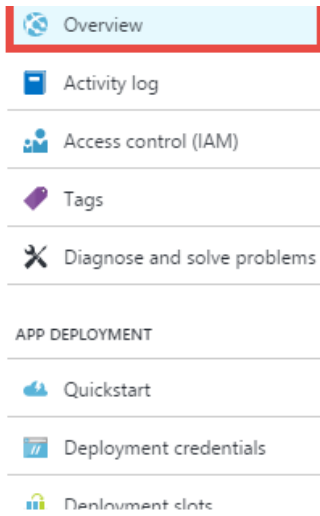 Overview
Activity log
Access control (IAM)
Tags
Diagnose and solve problems
APP DEPLOYMENT
Quickstart
Deployment credentials
Deployment slots